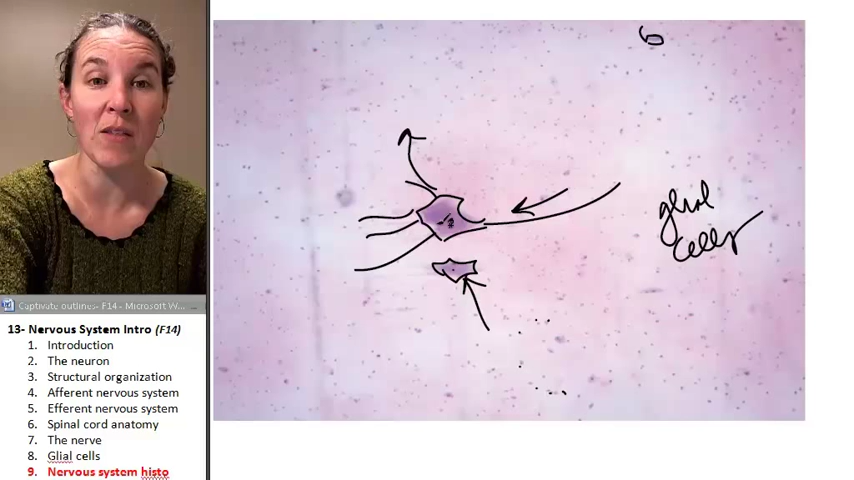 6
glial
cells
Captivate outlines- F14 - Microsoft W...
13- Nervous System Intro (F14)
1. Introduction
2. The neuron
3. Structural organization
4. Afferent nervous system
5. Efferent nervous system
6. Spinal cord anatomy
7. The nerve
8. Glial cells
9. Nervous system histo